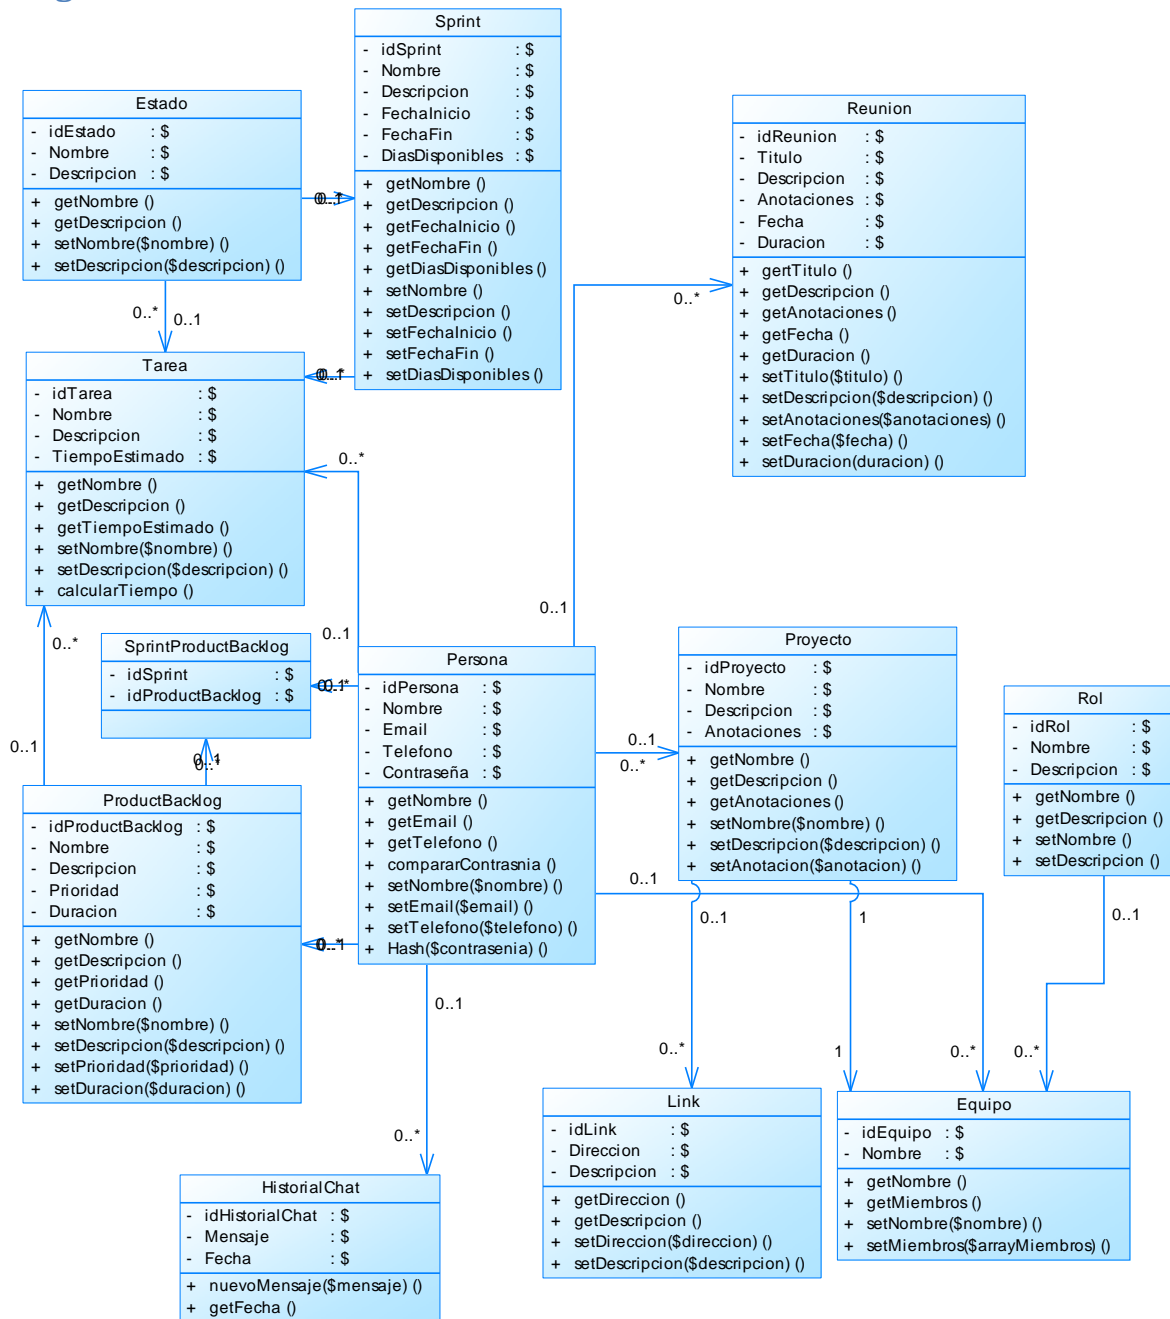 Sprint
- idSprint : $
- Nombre : $
- Descripcion : $
- FechaInicio : $
- FechaFin : $
- DiasDisponibles : $
+ getNombre ()
+ getDescripcion ()
+ getFechaInicio ()
+ getFechaFin ()
+ getDiasDisponibles ()
+ setNombre ()
+ setDescripcion ()
+ setFechaInicio ()
+ setFechaFin ()
+ setDiasDisponibles ()
Estado
- idEstado : $
- Nombre : $
- Descripcion : $
+ getNombre ()
+ getDescripcion ()
+ setNombre($nombre) ()
+ setDescripcion($descripcion) ()
0..*
0..1
Reunion
- idReunion : $
- Titulo : $
- Descripcion : $
- Anotaciones : $
- Fecha : $
- Duracion : $
+ gertTitulo ()
+ getDescripcion ()
+ getAnotaciones ()
+ getFecha ()
+ getDuracion ()
+ setTitulo($titulo) ()
+ setDescripcion($descripcion) ()
+ setAnotaciones($anotaciones) ()
+ setFecha($fecha) ()
+ setDuracion(duracion) ()
0..*
0..1
Tarea
- idTarea : $
- Nombre : $
- Descripcion : $
- TiempoEstimado : $
+ getNombre ()
+ getDescripcion ()
+ getTiempoEstimado ()
+ setNombre($nombre) ()
+ setDescripcion($descripcion) ()
+ calcularTiempo ()
0..*
0..1
0..*
0..1
SprintProductBacklog
- idSprint : $
- idProductBacklog : $
Persona
- idPersona : $
- Nombre : $
- Email : $
- Telefono : $
- Contraseña : $
+ getNombre ()
+ getEmail ()
+ getTelefono ()
+ compararContrasnia ()
+ setNombre($nombre) ()
+ setEmail($email) ()
+ setTelefono($telefono) ()
+ Hash($contrasenia) ()
0..1
0..*
Proyecto
- idProyecto : $
- Nombre : $
- Descripcion : $
- Anotaciones : $
+ getNombre ()
+ getDescripcion ()
+ getAnotaciones ()
+ setNombre($nombre) ()
+ setDescripcion($descripcion) ()
+ setAnotacion($anotacion) ()
Rol
- idRol : $
- Nombre : $
- Descripcion : $
+ getNombre ()
+ getDescripcion ()
+ setNombre ()
+ setDescripcion ()
ProductBacklog
- idProductBacklog : $
- Nombre : $
- Descripcion : $
- Prioridad : $
- Duracion : $
+ getNombre ()
+ getDescripcion ()
+ getPrioridad ()
+ getDuracion ()
+ setNombre($nombre) ()
+ setDescripcion($descripcion) ()
+ setPrioridad($prioridad) ()
+ setDuracion($duracion) ()
0..1
0..1
1
0..1
0..1
0..*
1
0..*
0..*
0..*
Link
- idLink : $
- Direccion : $
- Descripcion : $
+ getDireccion ()
+ getDescripcion ()
+ setDireccion($direccion) ()
+ setDescripcion($descripcion) ()
Equipo
- idEquipo : $
- Nombre : $
+ getNombre ()
+ getMiembros ()
+ setNombre($nombre) ()
+ setMiembros($arrayMiembros) ()
HistorialChat
- idHistorialChat : $
- Mensaje : $
- Fecha : $
+ nuevoMensaje($mensaje) ()
+ getFecha ()